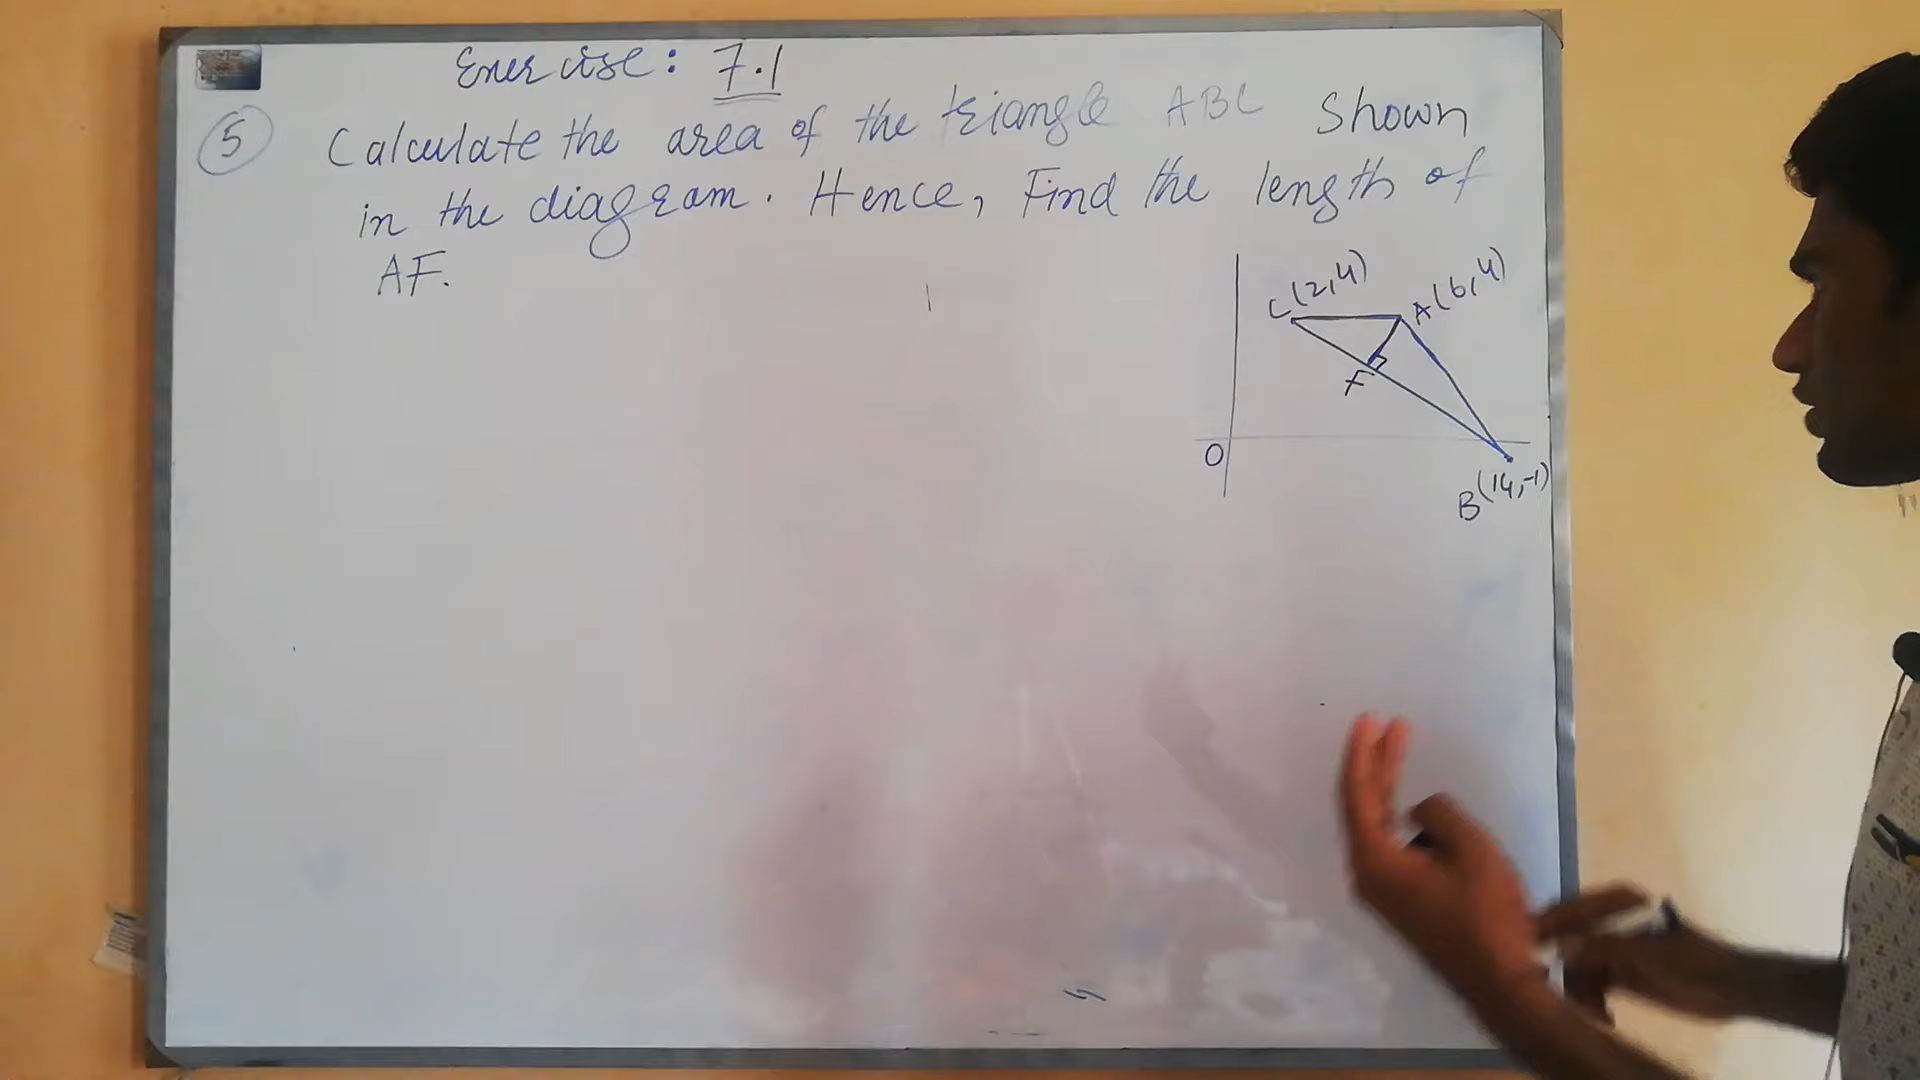 Exercise: 7.1
5 Calculate the area of the triangle ABC shown
in the diagram. Hence, Find the length of
AF.
C(2,4)
A(6,4)
F
O
B(14,-1)